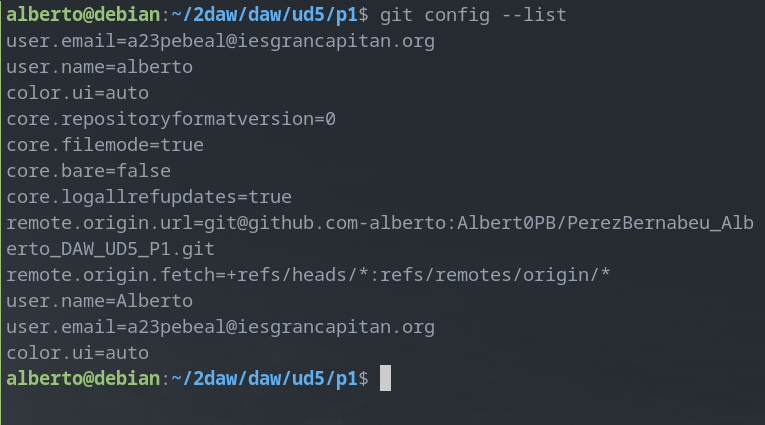 alberto@debian:~/2daw/daw/ud5/p1$ git config --list
user.email=a23pebeal@iesgrancapitan.org
user.name=alberto
color.ui=auto
core.repositoryformatversion=0
core.filemode=true
core.bare=false
core.logallrefupdates=true
remote.origin.url=git@github.com-alberto:Albert0PB/PerezBernabeu_Alb
erto_DAW_UD5_P1.git
remote.origin.fetch=+refs/heads/*:refs/remotes/origin/*
user.name=Alberto
user.email=a23pebeal@iesgrancapitan.org
color.ui=auto
alberto@debian:~/2daw/daw/ud5/p1$